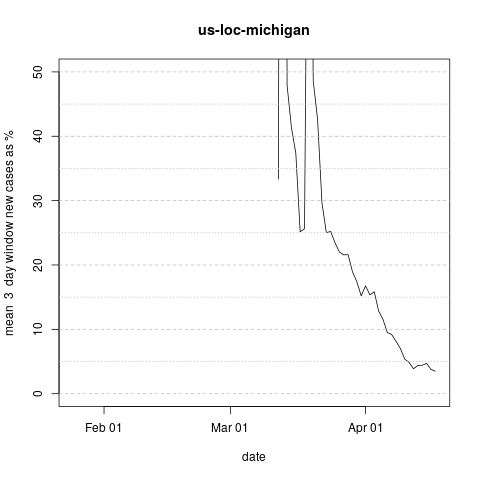 us-loc-michigan
mean 3 day window new cases as %
50
40
30
20
10
0
Feb 01
Mar 01
Apr 01
date